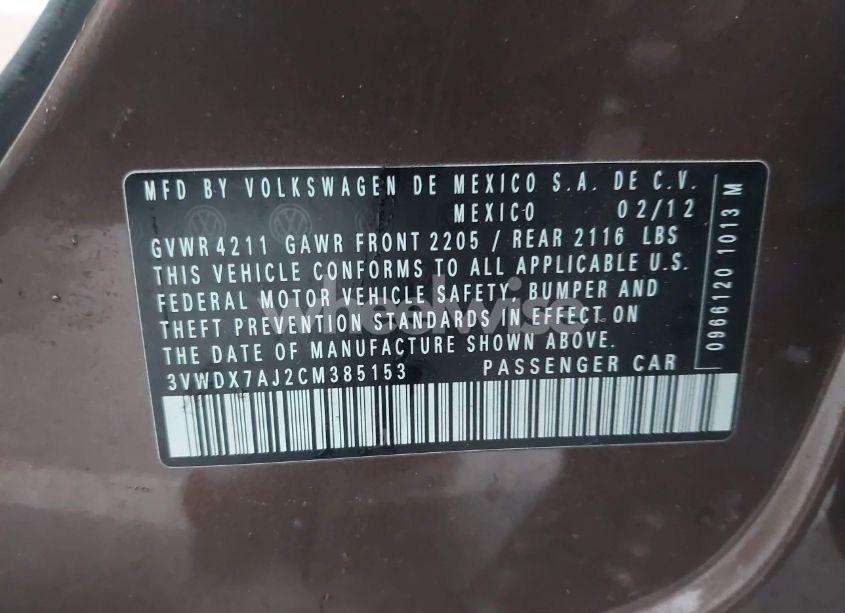 MFD BY VOLKSWAGEN DE MEXICO S.A. DE C.V.
MEXICO 02/12
GVWR 4211 GAWR FRONT 2205 / REAR 2116 LBS
THIS VEHICLE CONFORMS TO ALL APPLICABLE U.S.
FEDERAL MOTOR VEHICLE SAFETY, BUMPER AND
THEFT PREVENTION STANDARDS IN EFFECT ON
THE DATE OF MANUFACTURE SHOWN ABOVE.
3VWDX7AJ2CM385153 PASSENGER CAR
0966120 1013 M
wheelwise